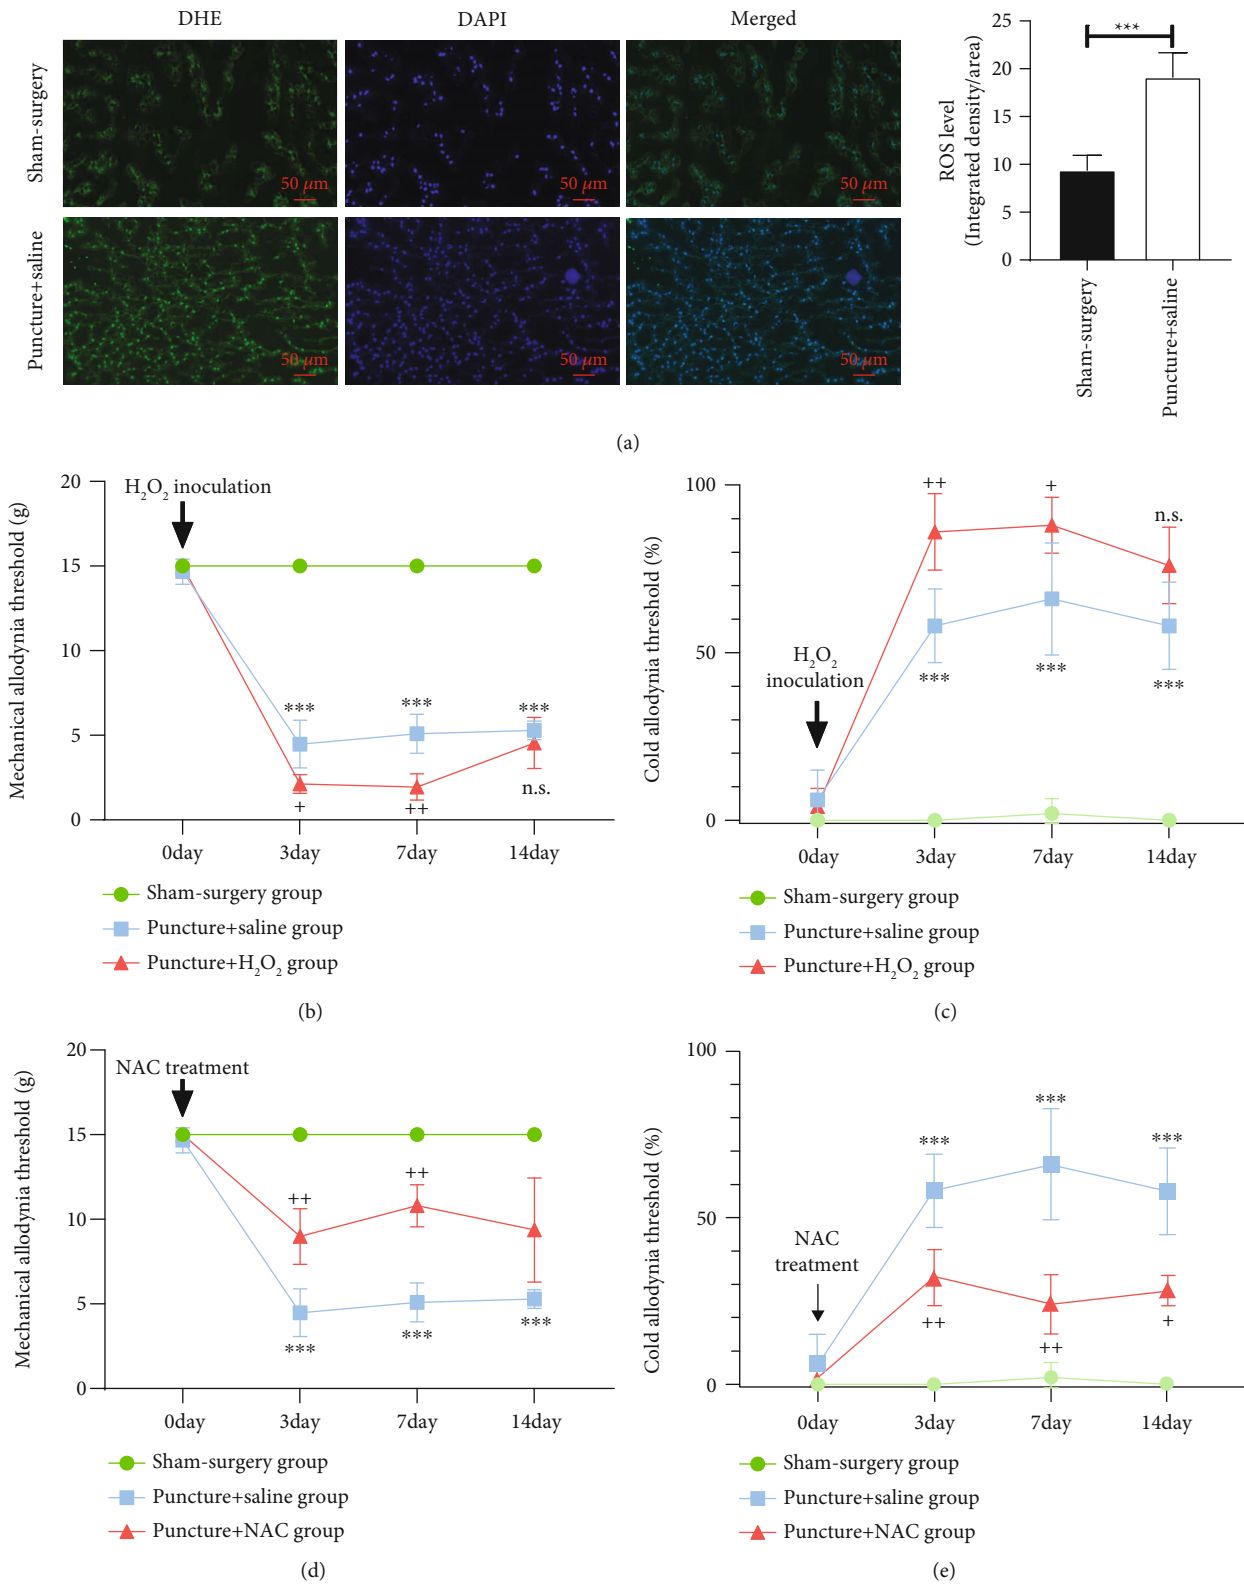 DHE
DAPI
Merged
Sham-surgery
50 µm
50 µm
50 µm
Puncture+saline
50 µm
50 µm
50 µm
ROS level
(Integrated density/area)
25
20
15
10
5
0
***
Sham-surgery
Puncture+saline
(a)
Mechanical allodynia threshold (g)
20
15
10
5
0
H₂O₂ inoculation
***
***
***
+
++
n.s.
0day
3day
7day
14day
Sham-surgery group
Puncture+saline group
Puncture+H₂O₂ group
(b)
Cold allodynia threshold (%)
100
50
0
H₂O₂
inoculation
++
+
n.s.
***
***
***
0day
3day
7day
14day
Sham-surgery group
Puncture+saline group
Puncture+H₂O₂ group
(c)
Mechanical allodynia threshold (g)
20
15
10
5
0
NAC treatment
++
++
***
***
***
0day
3day
7day
14day
Sham-surgery group
Puncture+saline group
Puncture+NAC group
(d)
Cold allodynia threshold (%)
100
50
0
NAC
treatment
***
***
***
++
++
+
0day
3day
7day
14day
Sham-surgery group
Puncture+saline group
Puncture+NAC group
(e)